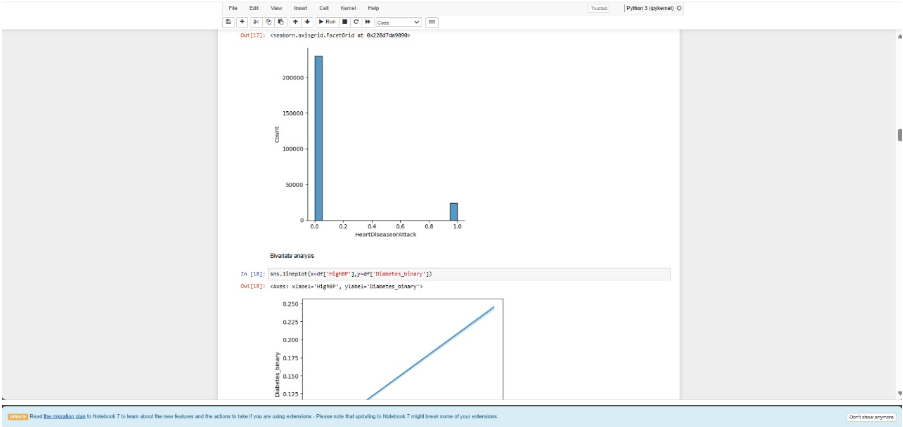 File Edit View Insert Cell Kernel Help Trusted Python 3 (ipykernel)
Run Code
Out[17]: <seaborn.axisgrid.FacetGrid at 0x228d7da9090>
200000
150000
100000
50000
0
Count
0.0 0.2 0.4 0.6 0.8 1.0
HeartDiseaseorAttack
Bivariate analysis
In [18]: sns.lineplot(x=df['HighBP'],y=df['Diabetes_binary'])
Out[18]: <Axes: xlabel='HighBP', ylabel='Diabetes_binary'>
0.250
0.225
0.200
0.175
0.150
0.125
Diabetes_binary
UPDATE Read the migration plan to Notebook 7 to learn about the new features and the actions to take if you are using extensions - Please note that updating to Notebook 7 might break some of your extensions. Don't show anymore